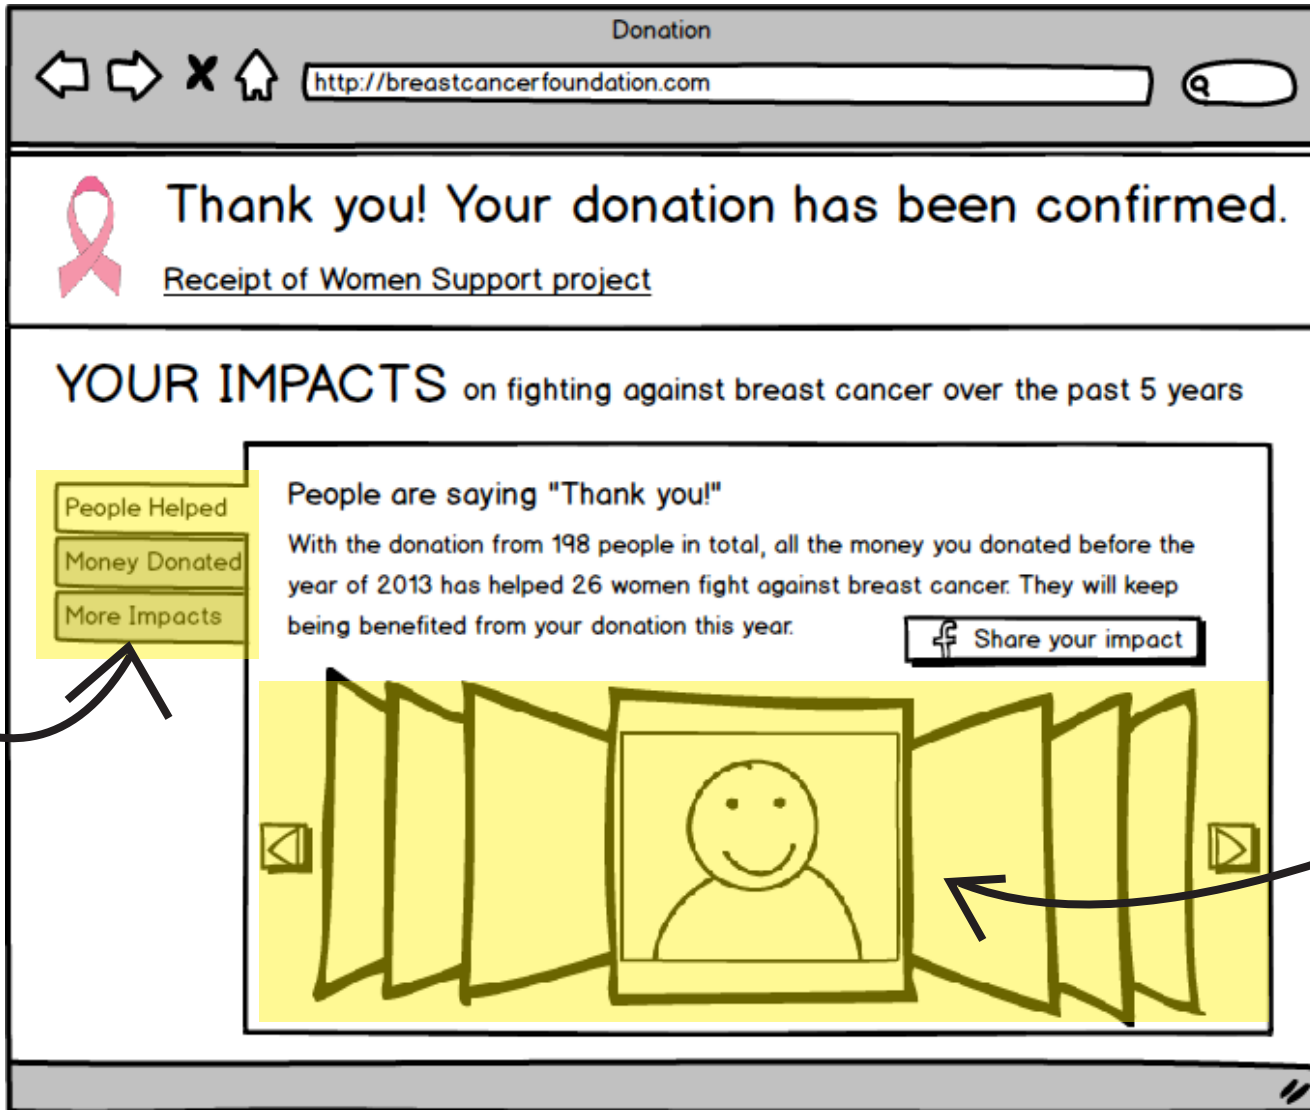 Donation
http://breastcancerfoundation.com
Thank you! Your donation has been confirmed.
Receipt of Women Support project
YOUR IMPACTS on fighting against breast cancer over the past 5 years
People Helped
Money Donated
More Impacts
People are saying "Thank you!"
With the donation from 198 people in total, all the money you donated before the
year of 2013 has helped 26 women fight against breast cancer. They will keep
being benefited from your donation this year.
f Share your impact